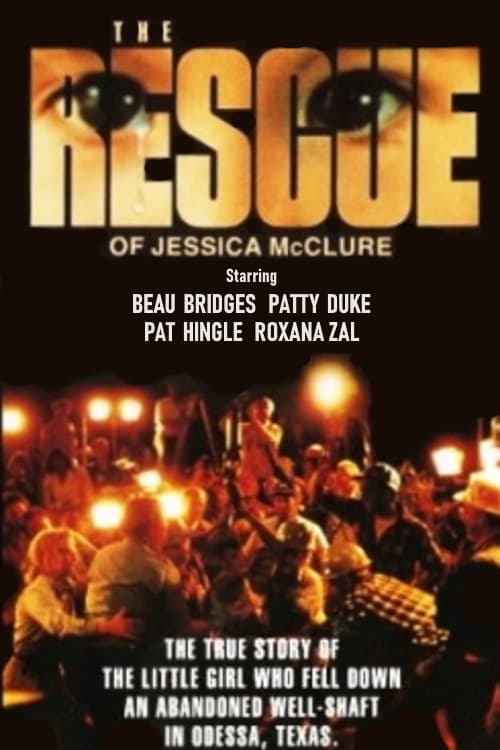 THE
RESCUE
OF JESSICA McCLURE
Starring
BEAU BRIDGES PATTY DUKE
PAT HINGLE ROXANA ZAL
THE TRUE STORY OF
THE LITTLE GIRL WHO FELL DOWN
AN ABANDONED WELL-SHAFT
IN ODESSA, TEXAS.